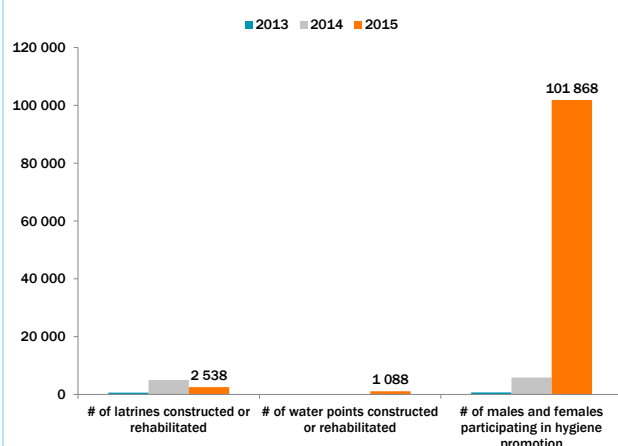 2013 2014 2015
120 000
100 000
80 000
60 000
40 000
20 000
0
101 868
2 538
1 088
# of latrines constructed or
rehabilitated
# of water points constructed
or rehabilitated
# of males and females
participating in hygiene
promotion